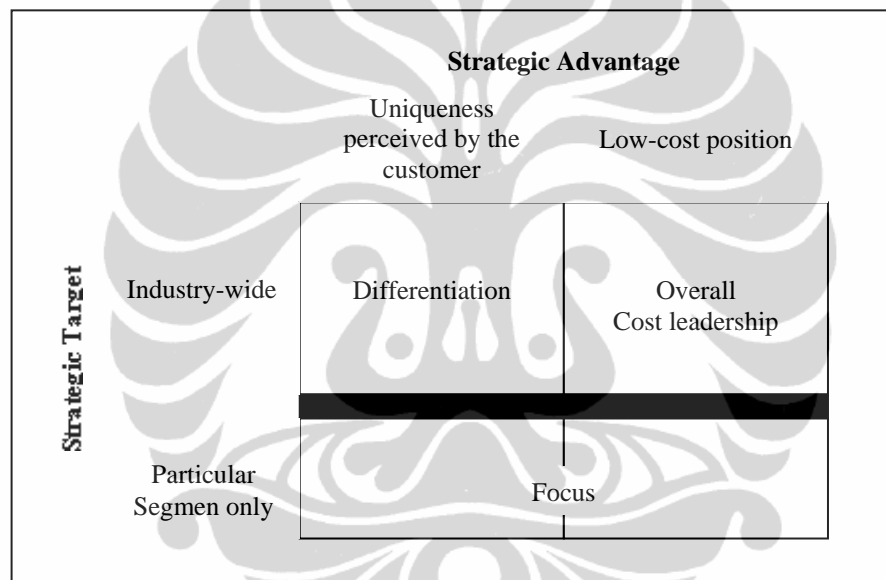 Strategic Advantage
Uniqueness
perceived by the
customer
Low-cost position
Strategic Target
Industry-wide
Differentiation
Overall
Cost leadership
Particular
Segmen only
Focus